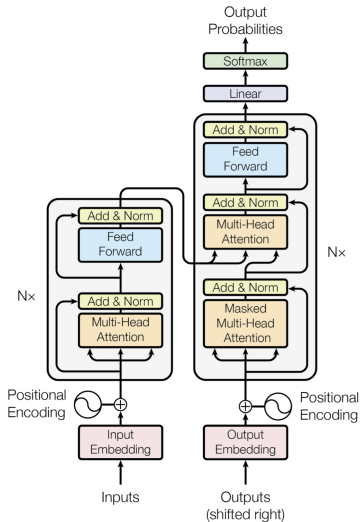 Output
Probabilities
Softmax
Linear
Add & Norm
Feed
Forward
Add & Norm
Multi-Head
Attention
Add & Norm
Masked
Multi-Head
Attention
N×
Add & Norm
Feed
Forward
Add & Norm
Multi-Head
Attention
N×
Positional
Encoding
Positional
Encoding
Input
Embedding
Output
Embedding
Inputs
Outputs
(shifted right)